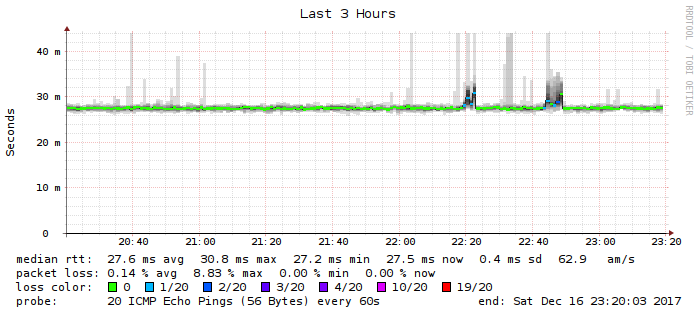 Last 3 Hours
RRDTOOL / TOBI OETIKER
Seconds
40 m
30 m
20 m
10 m
0
20:40 21:00 21:20 21:40 22:00 22:20 22:40 23:00 23:20
median rtt: 27.6 ms avg 30.8 ms max 27.2 ms min 27.5 ms now 0.4 ms sd 62.9 am/s
packet loss: 0.14 % avg 8.83 % max 0.00 % min 0.00 % now
loss color: 0 1/20 2/20 3/20 4/20 10/20 19/20
probe: 20 ICMP Echo Pings (56 Bytes) every 60s end: Sat Dec 16 23:20:03 2017